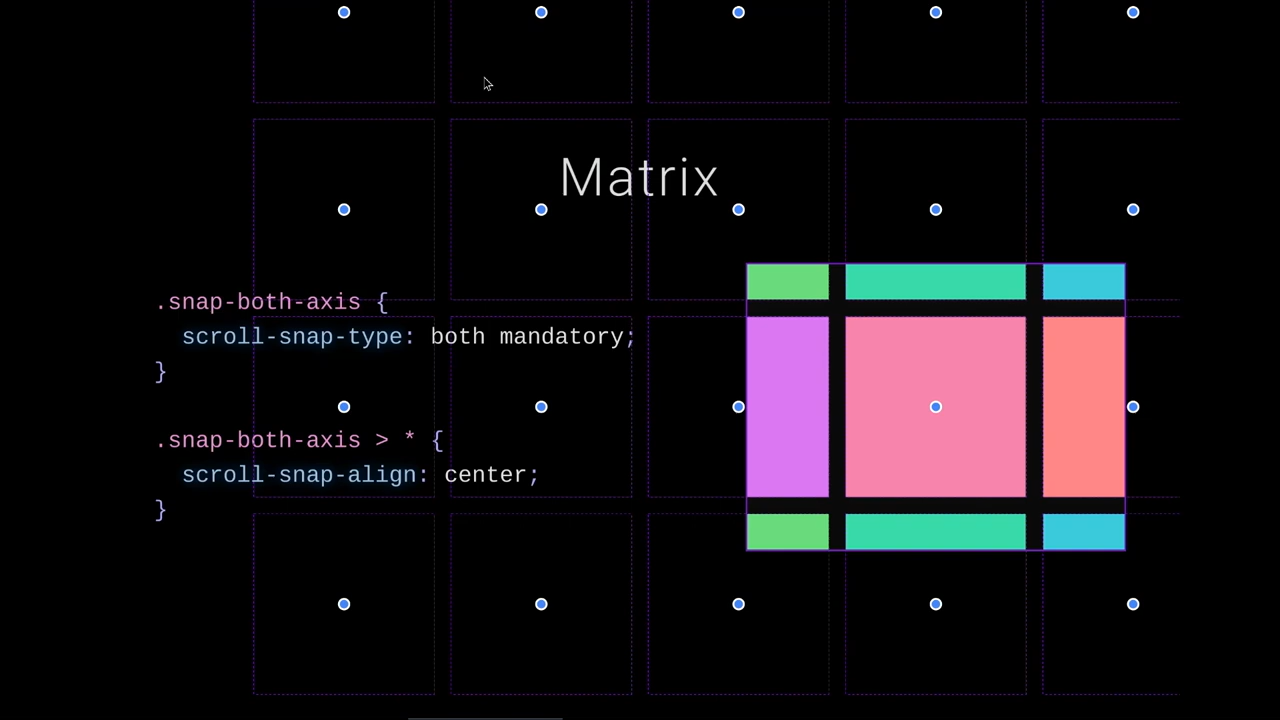 Matrix
.snap-both-axis {
  scroll-snap-type: both mandatory;
}
.snap-both-axis > * {
  scroll-snap-align: center;
}